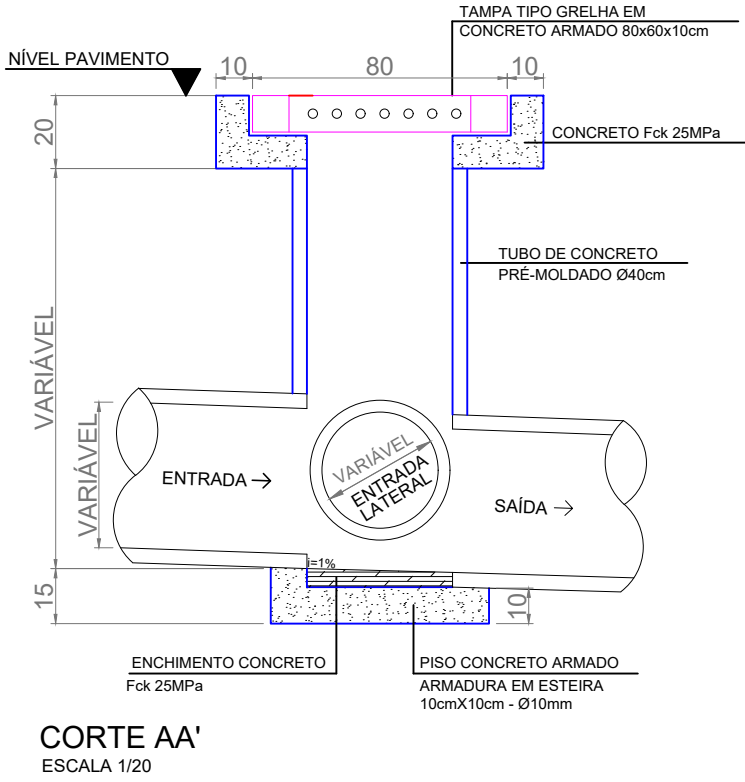 TAMPA TIPO GRELHA EM
CONCRETO ARMADO 80x60x10cm
NÍVEL PAVIMENTO
10
80
10
20
CONCRETO Fck 25MPa
TUBO DE CONCRETO
PRÉ-MOLDADO Ø40cm
VARIÁVEL
VARIÁVEL
ENTRADA
VARIÁVEL
ENTRADA
LATERAL
SAÍDA
i=1%
15
10
ENCHIMENTO CONCRETO
Fck 25MPa
PISO CONCRETO ARMADO
ARMADURA EM ESTEIRA
10cmX10cm - Ø10mm
CORTE AA'
ESCALA 1/20